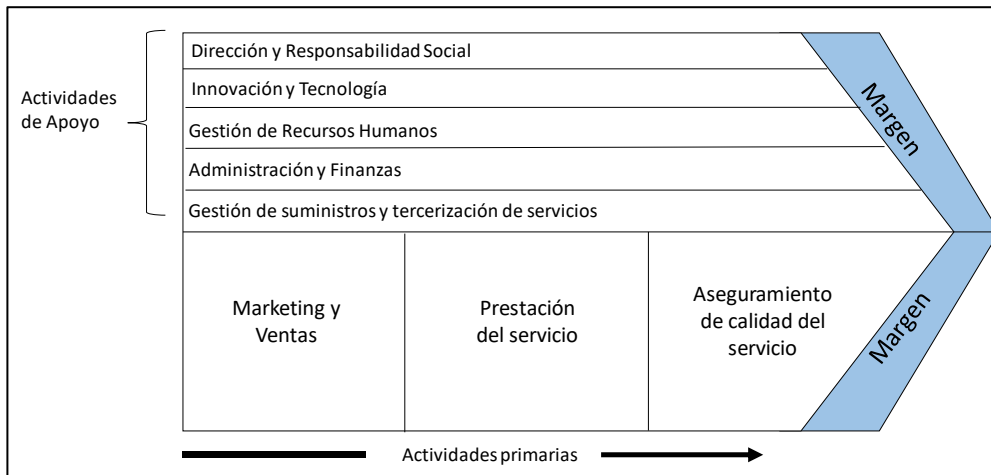 Actividades
de Apoyo
Dirección y Responsabilidad Social
Innovación y Tecnología
Gestión de Recursos Humanos
Administración y Finanzas
Gestión de suministros y tercerización de servicios
Margen
Marketing y
Ventas
Prestación
del servicio
Aseguramiento
de calidad del
servicio
Margen
Actividades primarias